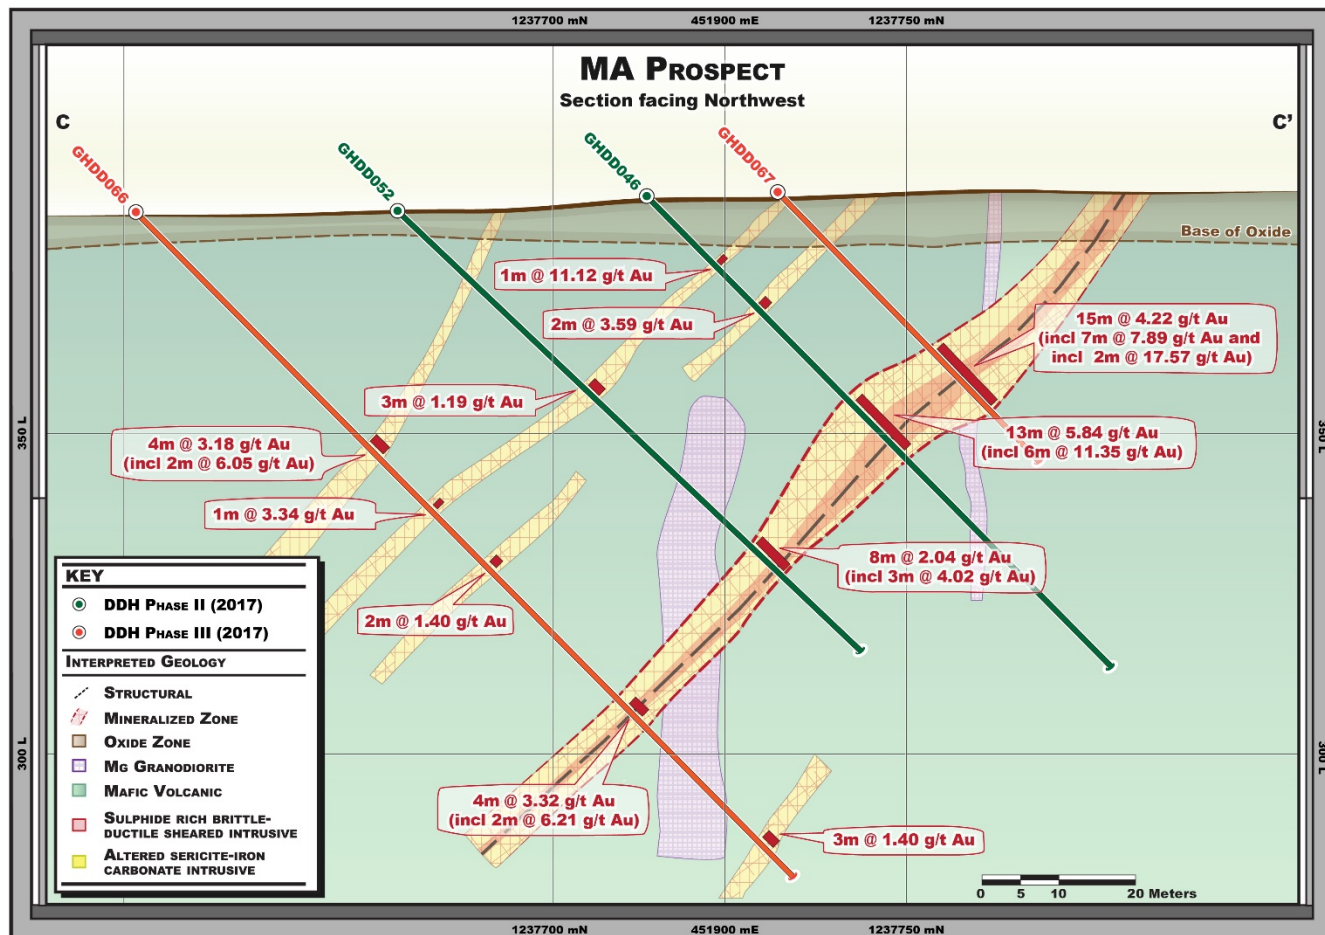 1237700 mN
451900 mE
1237750 mN
MA Prospect
Section facing Northwest
C
C'
GHDD066
GHDD052
GHDD046
GHDD067
Base of Oxide
1m @ 11.12 g/t Au
2m @ 3.59 g/t Au
15m @ 4.22 g/t Au
(incl 7m @ 7.89 g/t Au and
incl 2m @ 17.57 g/t Au)
3m @ 1.19 g/t Au
4m @ 3.18 g/t Au
(incl 2m @ 6.05 g/t Au)
13m @ 5.84 g/t Au
(incl 6m @ 11.35 g/t Au)
350 L
350 L
1m @ 3.34 g/t Au
8m @ 2.04 g/t Au
(incl 3m @ 4.02 g/t Au)
2m @ 1.40 g/t Au
300 L
300 L
4m @ 3.32 g/t Au
(incl 2m @ 6.21 g/t Au)
3m @ 1.40 g/t Au
KEY
DDH Phase II (2017)
DDH Phase III (2017)
Interpreted Geology
Structural
Mineralized Zone
Oxide Zone
Mg Granodiorite
Mafic Volcanic
Sulphide rich brittle-
ductile sheared intrusive
Altered sericite-iron
carbonate intrusive
0 5 10 20 Meters
1237700 mN
451900 mE
1237750 mN